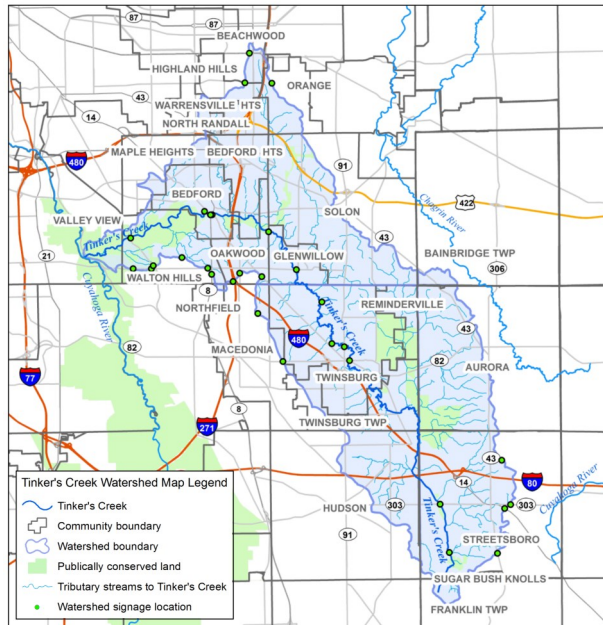 87
87
BEACHWOOD
HIGHLAND HILLS
ORANGE
43
WARRENSVILLE HTS
NORTH RANDALL
14
MAPLE HEIGHTS
BEDFORD HTS
480
91
422
Chagrin River
BEDFORD
SOLON
VALLEY VIEW
Tinker's Creek
43
21
OAKWOOD
GLENWILLOW
BAINBRIDGE TWP
306
WALTON HILLS
8
Cuyahoga River
NORTHFIELD
Tinker's Creek
REMINDERVILLE
480
43
82
MACEDONIA
82
AURORA
77
TWINSBURG
8
TWINSBURG TWP
271
43
14
80
Tinker's Creek Watershed Map Legend
Tinker's Creek
Community boundary
Watershed boundary
Publically conserved land
Tributary streams to Tinker's Creek
Watershed signage location
HUDSON
303
303
Cuyahoga River
91
Tinker's Creek
STREETSBORO
SUGAR BUSH KNOLLS
FRANKLIN TWP